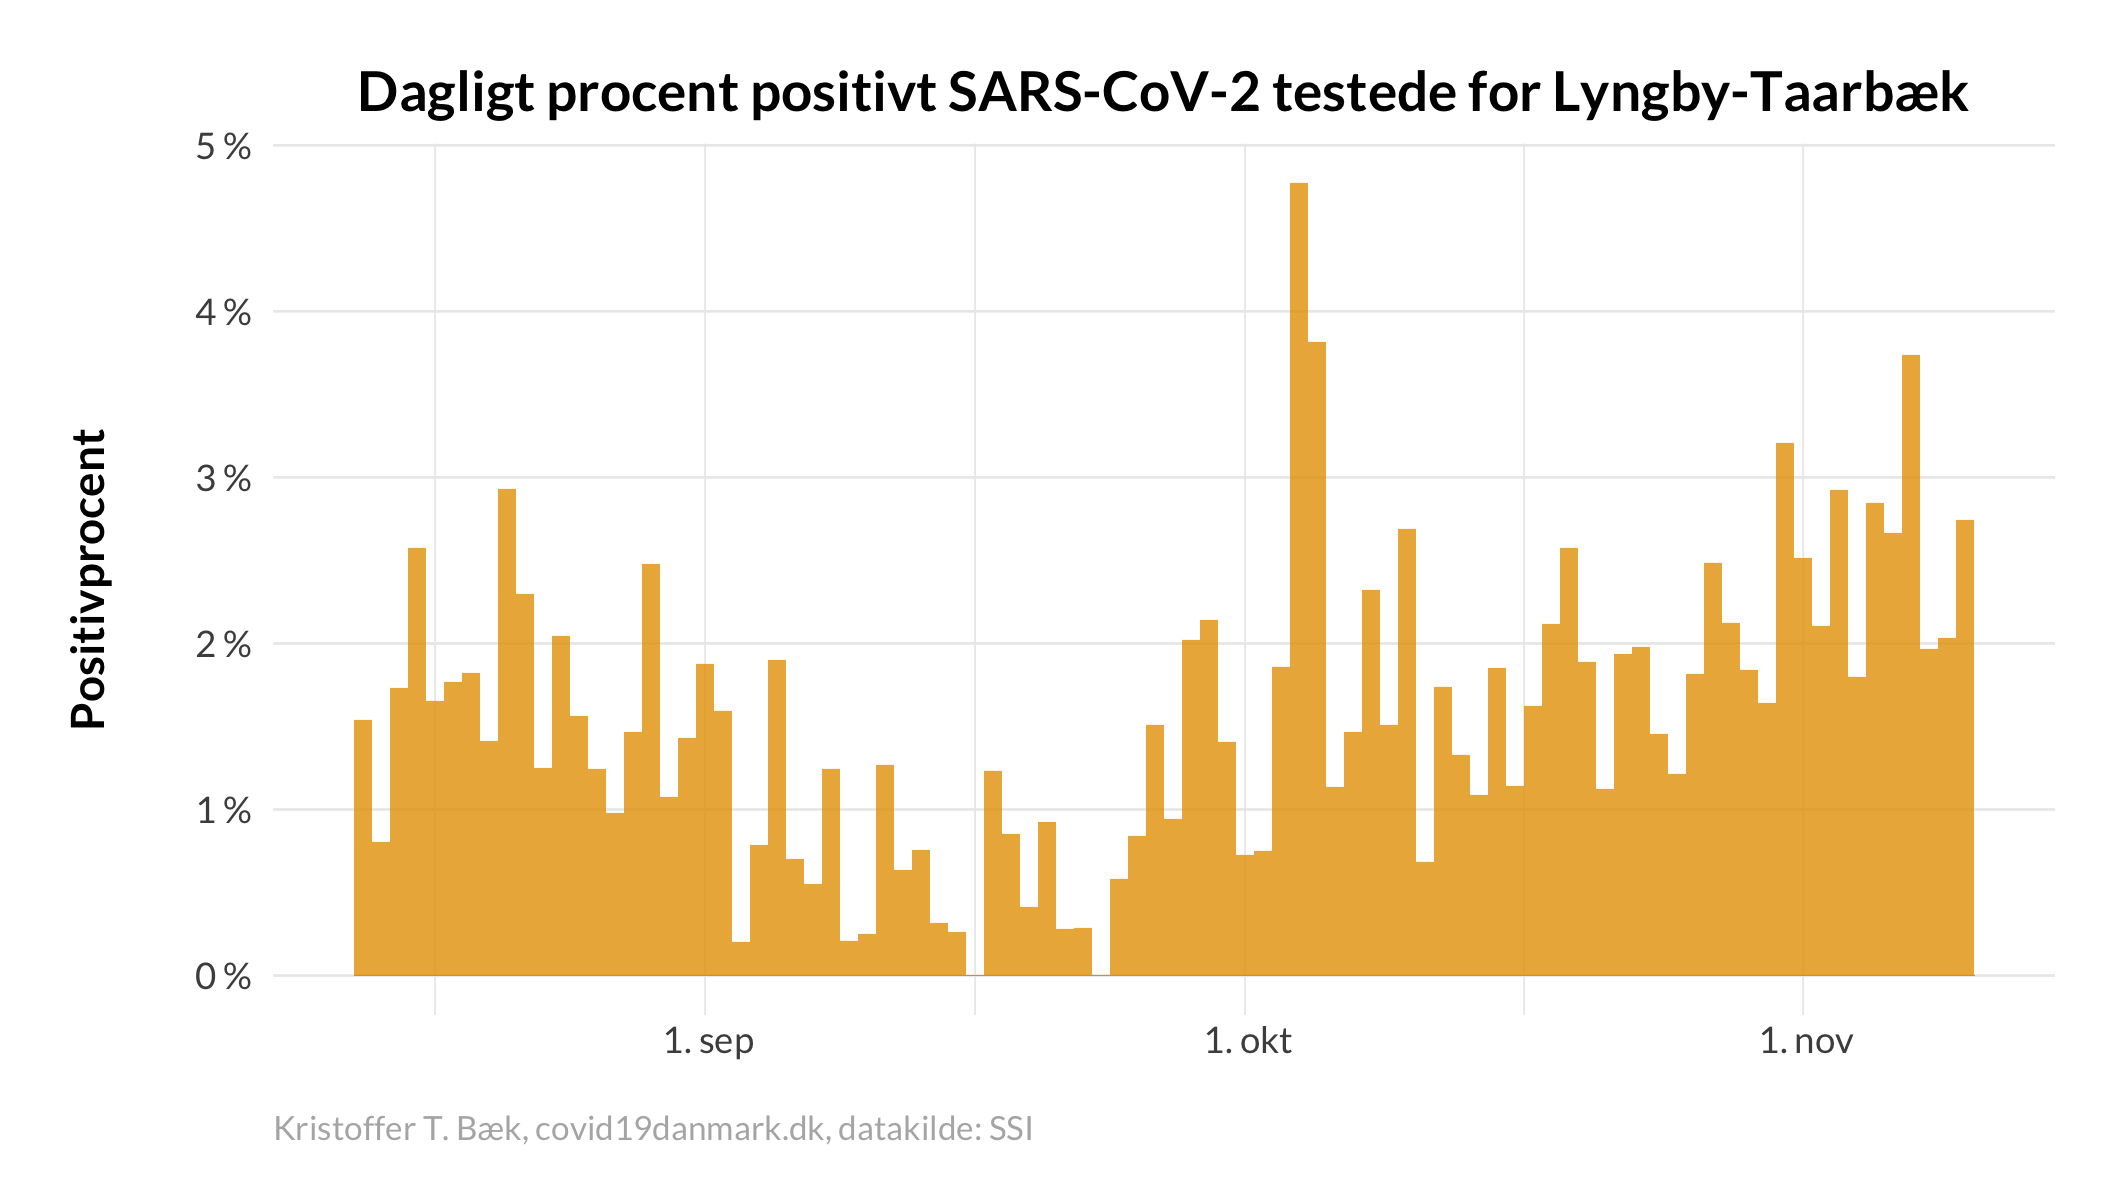 Dagligt procent positivt SARS-CoV-2 testede for Lyngby-Taarbæk
5 %
4 %
3 %
2 %
1 %
0 %
Positivprocent
1. sep
1. okt
1. nov
Kristoffer T. Bæk, covid19danmark.dk, datakilde: SSI